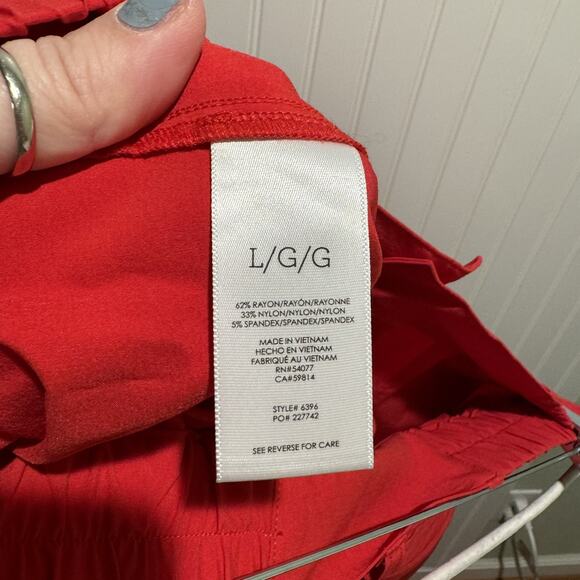 L/G/G
62% RAYON/RAYÓN/RAYONNE
33% NYLON/NYLON/NYLON
5% SPANDEX/SPANDEX/SPANDEX
MADE IN VIETNAM
HECHO EN VIETNAM
FABRIQUÉ AU VIETNAM
RN#54077
CA#59814
STYLE# 6396
PO# 227742
SEE REVERSE FOR CARE